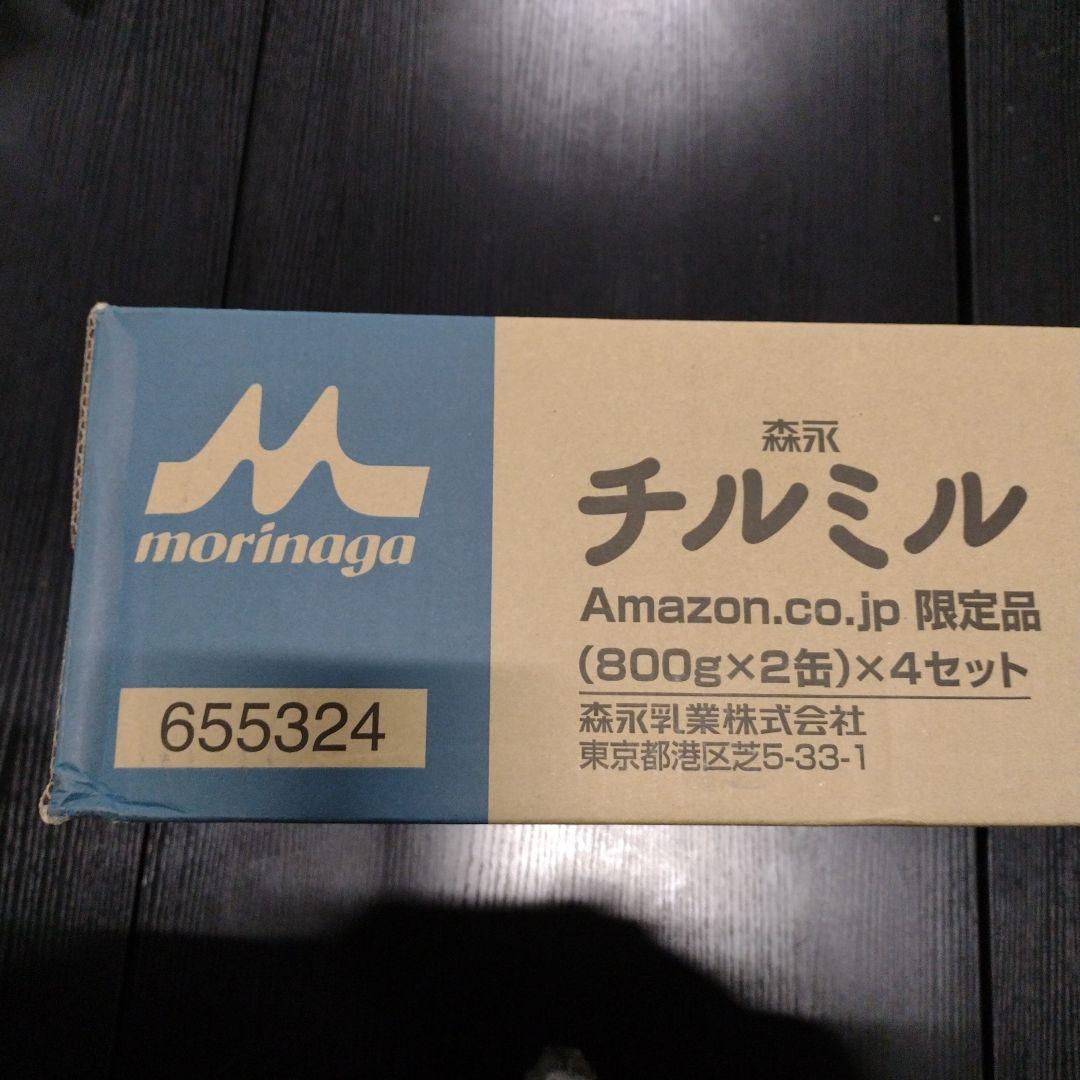 morinaga
655324
森永
チルミル
Amazon.co.jp 限定品
(800g×2缶)×4セット
森永乳業株式会社
東京都港区芝5-33-1